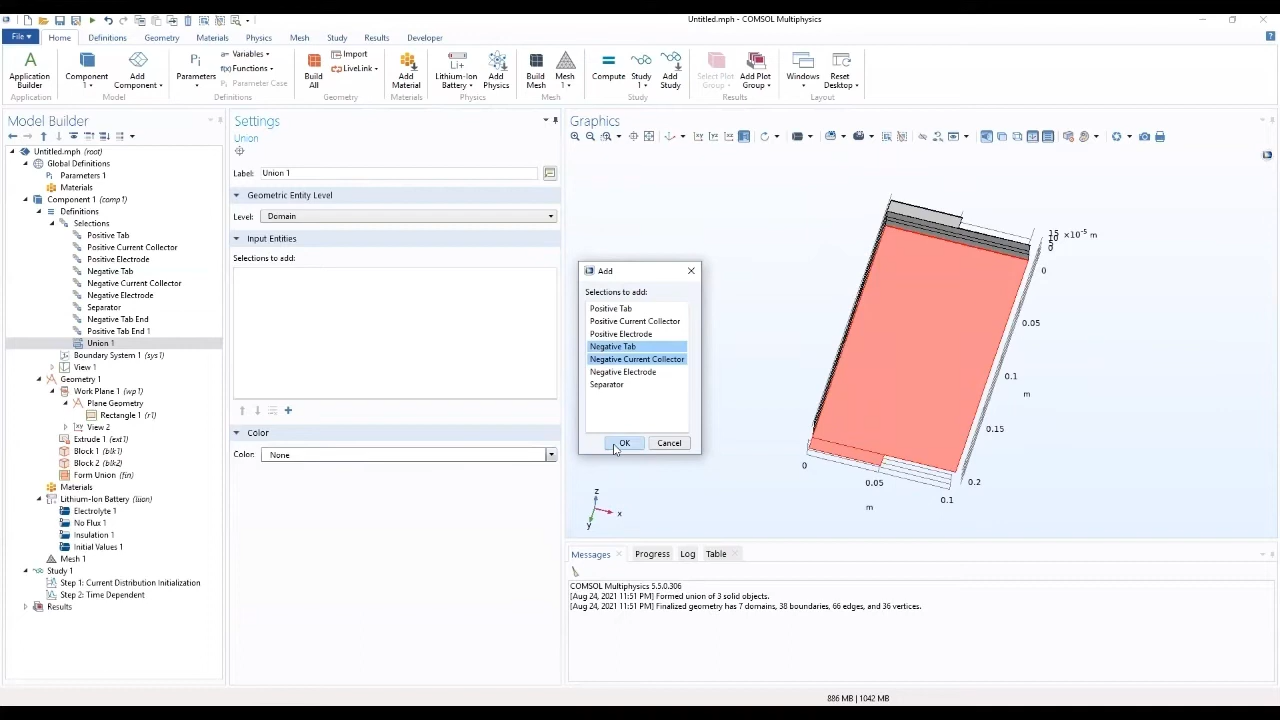 Untitled.mph - COMSOL Multiphysics
File
Home
Definitions
Geometry
Materials
Physics
Mesh
Study
Results
Developer
Application Builder
Component 1
Add Component
Parameters
Variables
Functions
Parameter Case
Build All
Import
LiveLink
Add Material
Lithium-Ion Battery
Add Physics
Build Mesh
Mesh 1
Compute
Study 1
Add Study
Select Plot Group
Add Plot Group
Windows
Reset Desktop
Application
Model
Definitions
Geometry
Materials
Physics
Mesh
Study
Results
Layout
Model Builder
Untitled.mph (root)
Global Definitions
Parameters 1
Materials
Component 1 (comp1)
Definitions
Selections
Positive Tab
Positive Current Collector
Positive Electrode
Negative Tab
Negative Current Collector
Negative Electrode
Separator
Negative Tab End
Positive Tab End 1
Union 1
Boundary System 1 (sys1)
View 1
Geometry 1
Work Plane 1 (wp1)
Plane Geometry
Rectangle 1 (r1)
View 2
Extrude 1 (ext1)
Block 1 (blk1)
Block 2 (blk2)
Form Union (fin)
Materials
Lithium-Ion Battery (liion)
Electrolyte 1
No Flux 1
Insulation 1
Initial Values 1
Mesh 1
Study 1
Step 1: Current Distribution Initialization
Step 2: Time Dependent
Results
Settings
Union
Label: Union 1
Geometric Entity Level
Level: Domain
Input Entities
Selections to add:
Color
Color: None
Add
Selections to add:
Positive Tab
Positive Current Collector
Positive Electrode
Negative Tab
Negative Current Collector
Negative Electrode
Separator
OK
Cancel
Graphics
×10-5 m
0
0.05
m
0.1
0.15
0.2
0
0.05
0.1
m
z
x
y
Messages
Progress
Log
Table
COMSOL Multiphysics 5.5.0.306
[Aug 24, 2021 11:51 PM] Formed union of 3 solid objects.
[Aug 24, 2021 11:51 PM] Finalized geometry has 7 domains, 38 boundaries, 66 edges, and 36 vertices.
886 MB | 1042 MB